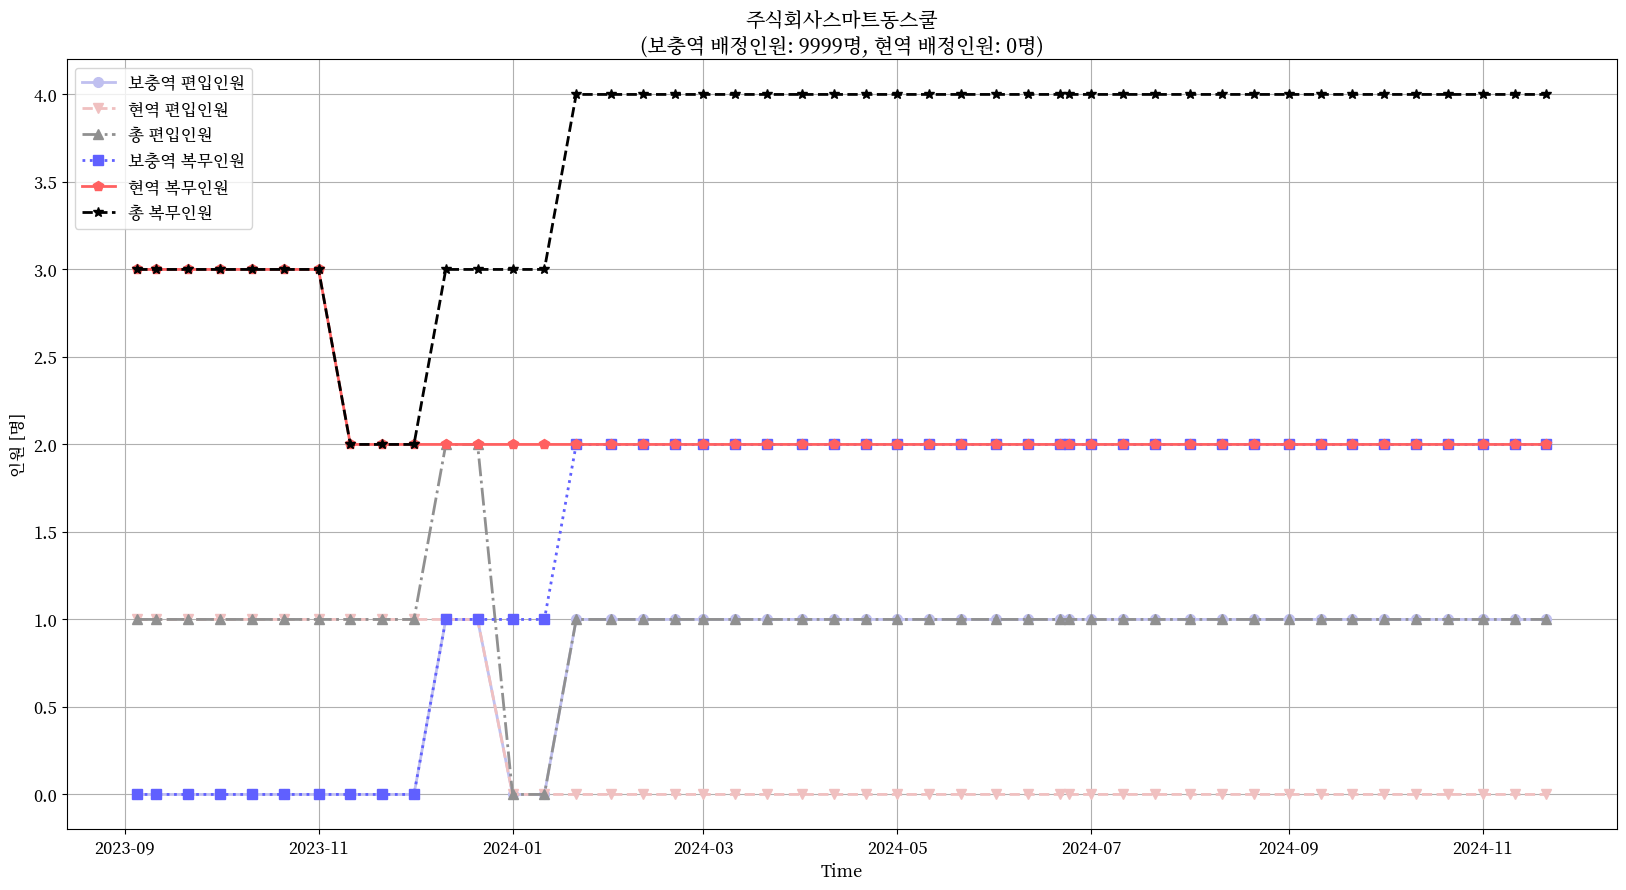 주식회사스마트동스쿨
(보충역 배정인원: 9999명, 현역 배정인원: 0명)
보충역 편입인원
현역 편입인원
총 편입인원
보충역 복무인원
현역 복무인원
총 복무인원
4.0
3.5
3.0
2.5
2.0
1.5
1.0
0.5
0.0
인원 [명]
2023-09
2023-11
2024-01
2024-03
2024-05
2024-07
2024-09
2024-11
Time